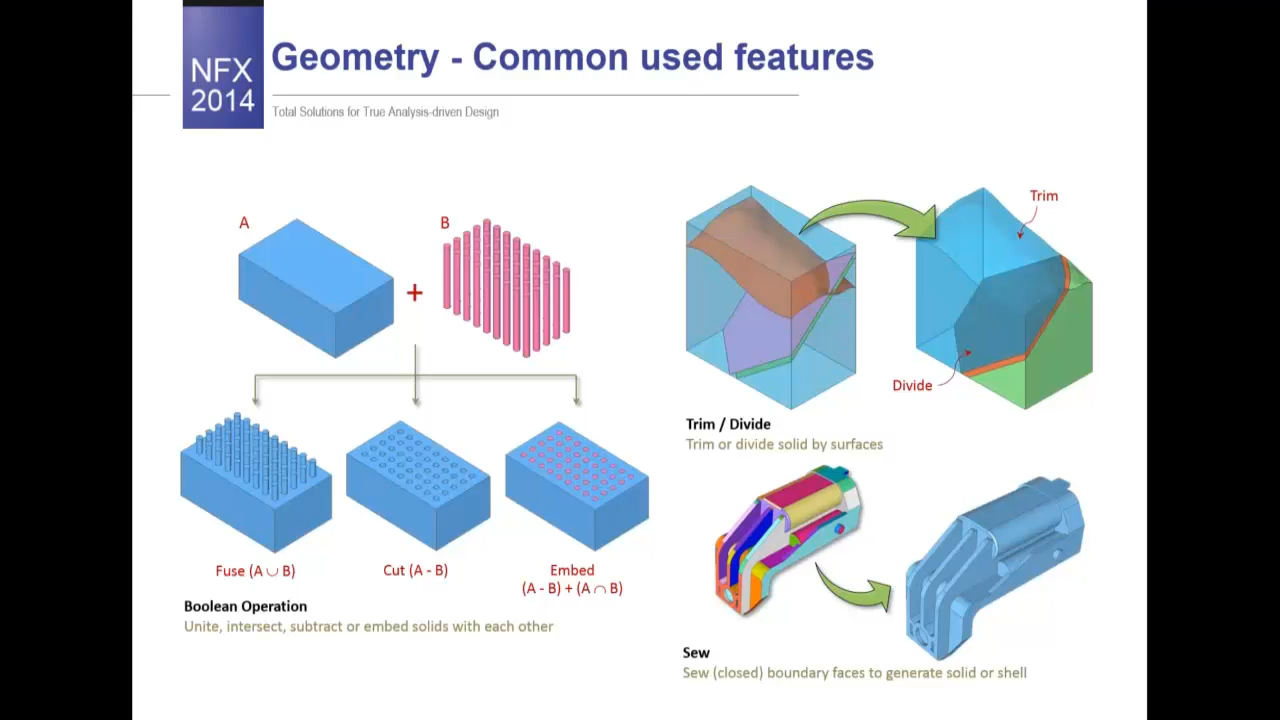 NFX
2014
Geometry - Common used features
Total Solutions for True Analysis-driven Design
A
B
+
Fuse (A ∪ B)
Cut (A - B)
Embed
(A - B) + (A ∩ B)
Boolean Operation
Unite, intersect, subtract or embed solids with each other
Trim
Divide
Trim / Divide
Trim or divide solid by surfaces
Sew
Sew (closed) boundary faces to generate solid or shell